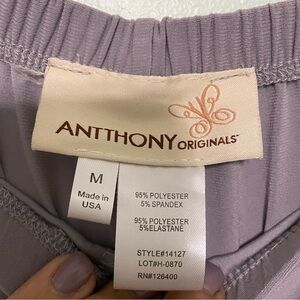 ANTTHONY ORIGINALS
M
Made in
USA
95% POLYESTER
5% SPANDEX
95% POLYESTER
5%ELASTANE
STYLE#14127
LOT#H-0870
RN#126400